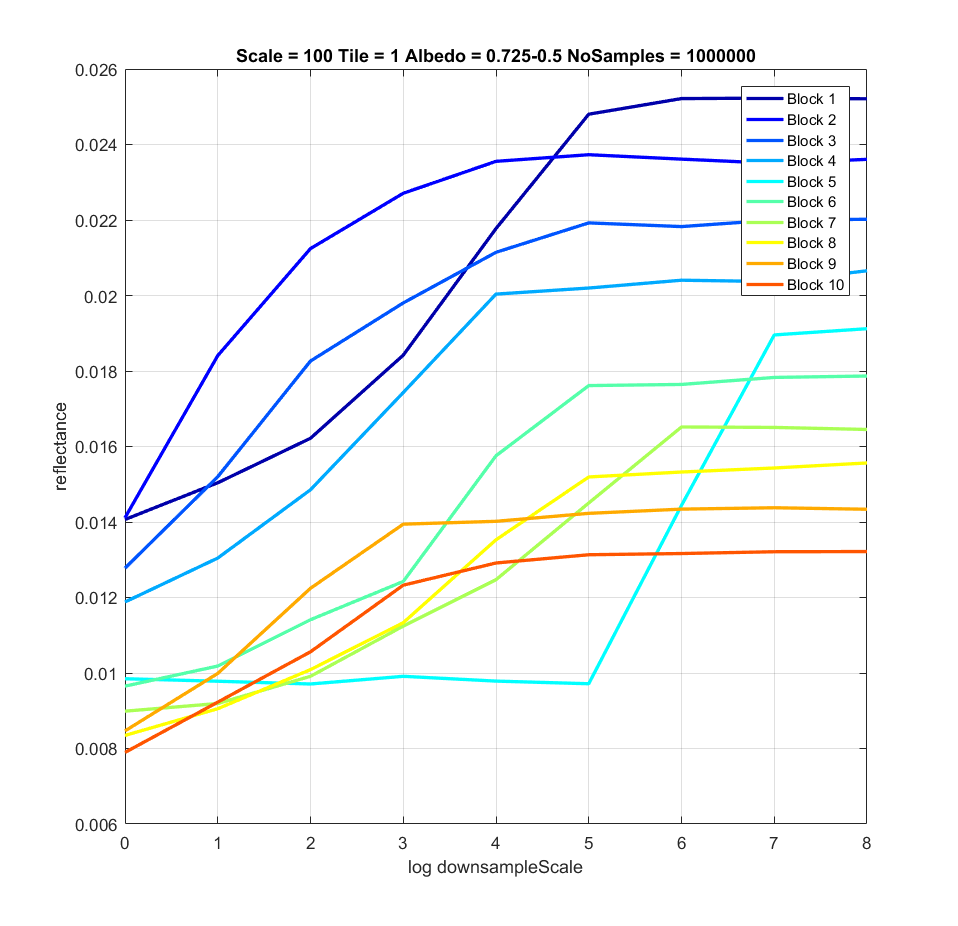 Scale = 100 Tile = 1 Albedo = 0.725-0.5 NoSamples = 1000000
0.026
0.024
0.022
0.02
0.018
0.016
0.014
0.012
0.01
0.008
0.006
reflectance
Block 1
Block 2
Block 3
Block 4
Block 5
Block 6
Block 7
Block 8
Block 9
Block 10
0 1 2 3 4 5 6 7 8
log downsampleScale